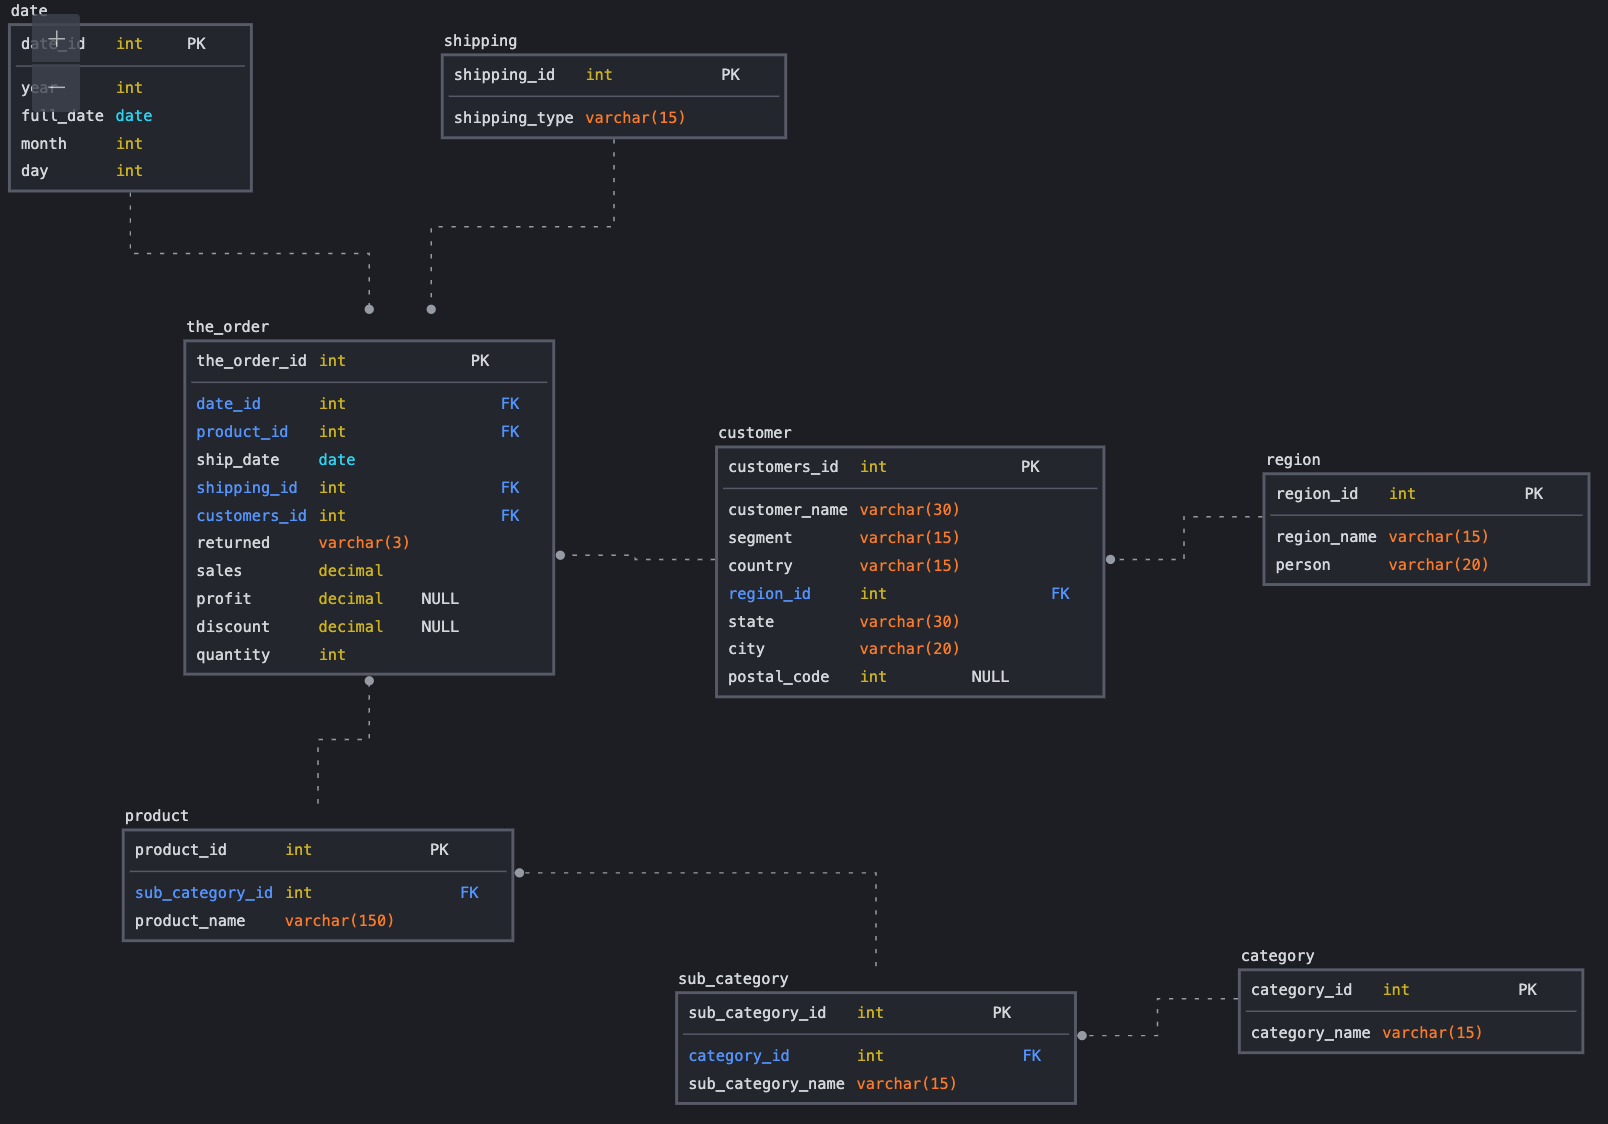 date
date_id int PK
year int
full_date date
month int
day int
shipping
shipping_id int PK
shipping_type varchar(15)
the_order
the_order_id int PK
date_id int FK
product_id int FK
ship_date date
shipping_id int FK
customers_id int FK
returned varchar(3)
sales decimal
profit decimal NULL
discount decimal NULL
quantity int
customer
customers_id int PK
customer_name varchar(30)
segment varchar(15)
country varchar(15)
region_id int FK
state varchar(30)
city varchar(20)
postal_code int NULL
region
region_id int PK
region_name varchar(15)
person varchar(20)
product
product_id int PK
sub_category_id int FK
product_name varchar(150)
sub_category
sub_category_id int PK
category_id int FK
sub_category_name varchar(15)
category
category_id int PK
category_name varchar(15)